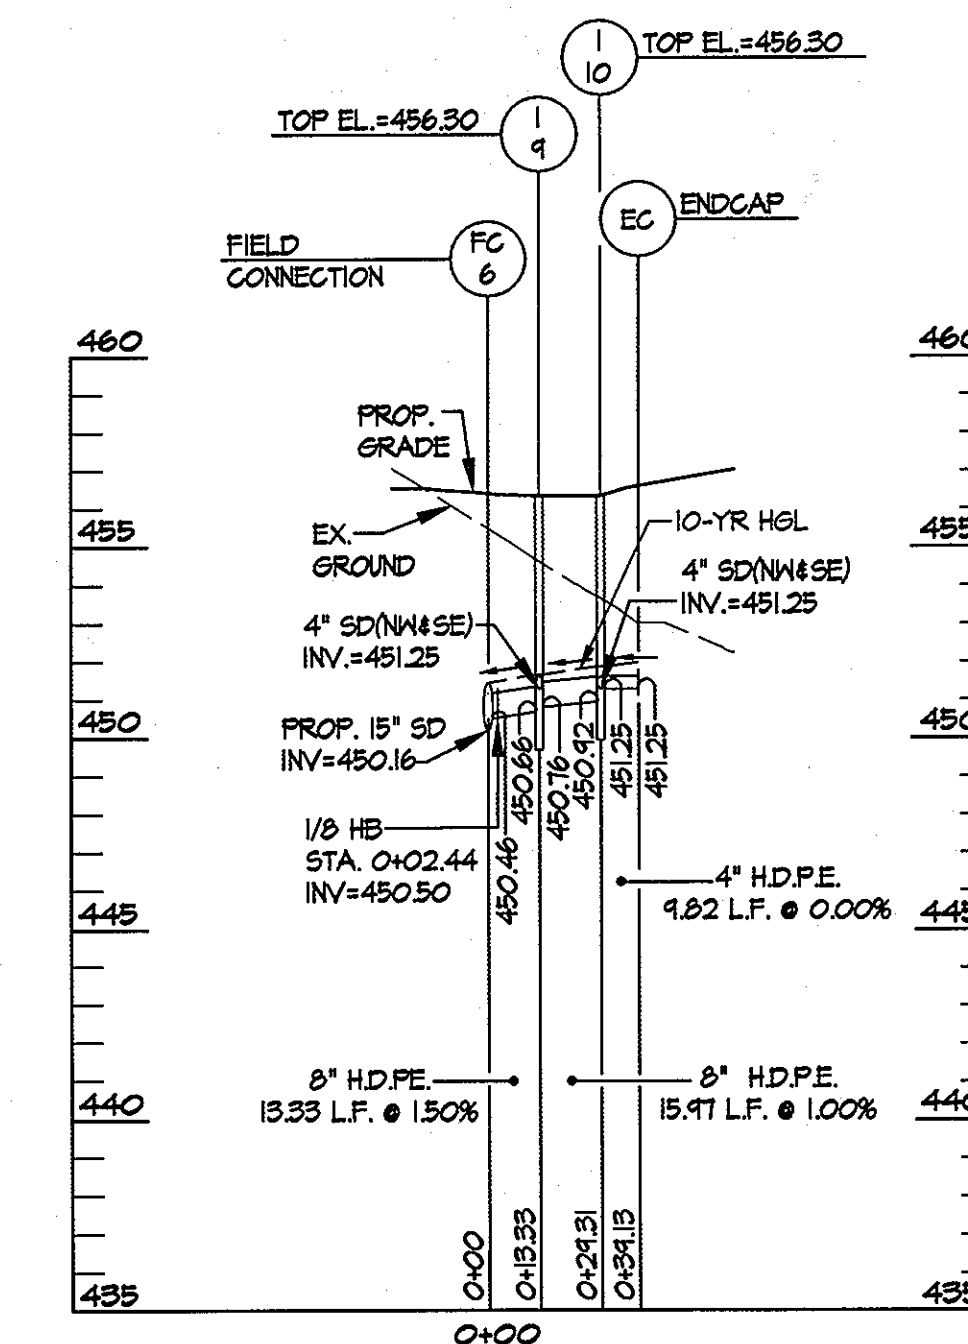 1
10
TOP EL.=456.30
TOP EL.=456.30
1
9
EC
ENDCAP
FIELD
CONNECTION
FC
6
460
460
PROP.
GRADE
10-YR HGL
EX.
GROUND
455
455
4" SD(NW&SE)
INV.=451.25
4" SD(NW&SE)
INV.=451.25
450
450
PROP. 15" SD
INV=450.16
450.46
450.66
450.76
450.92
451.25
451.25
1/8 HB
STA. 0+02.44
INV=450.50
4" H.D.P.E.
9.82 L.F. @ 0.00%
445
445
8" H.D.P.E.
13.33 L.F. @ 1.50%
8" H.D.P.E.
15.97 L.F. @ 1.00%
440
440
0+00
0+13.33
0+29.31
0+39.13
435
435
0+00